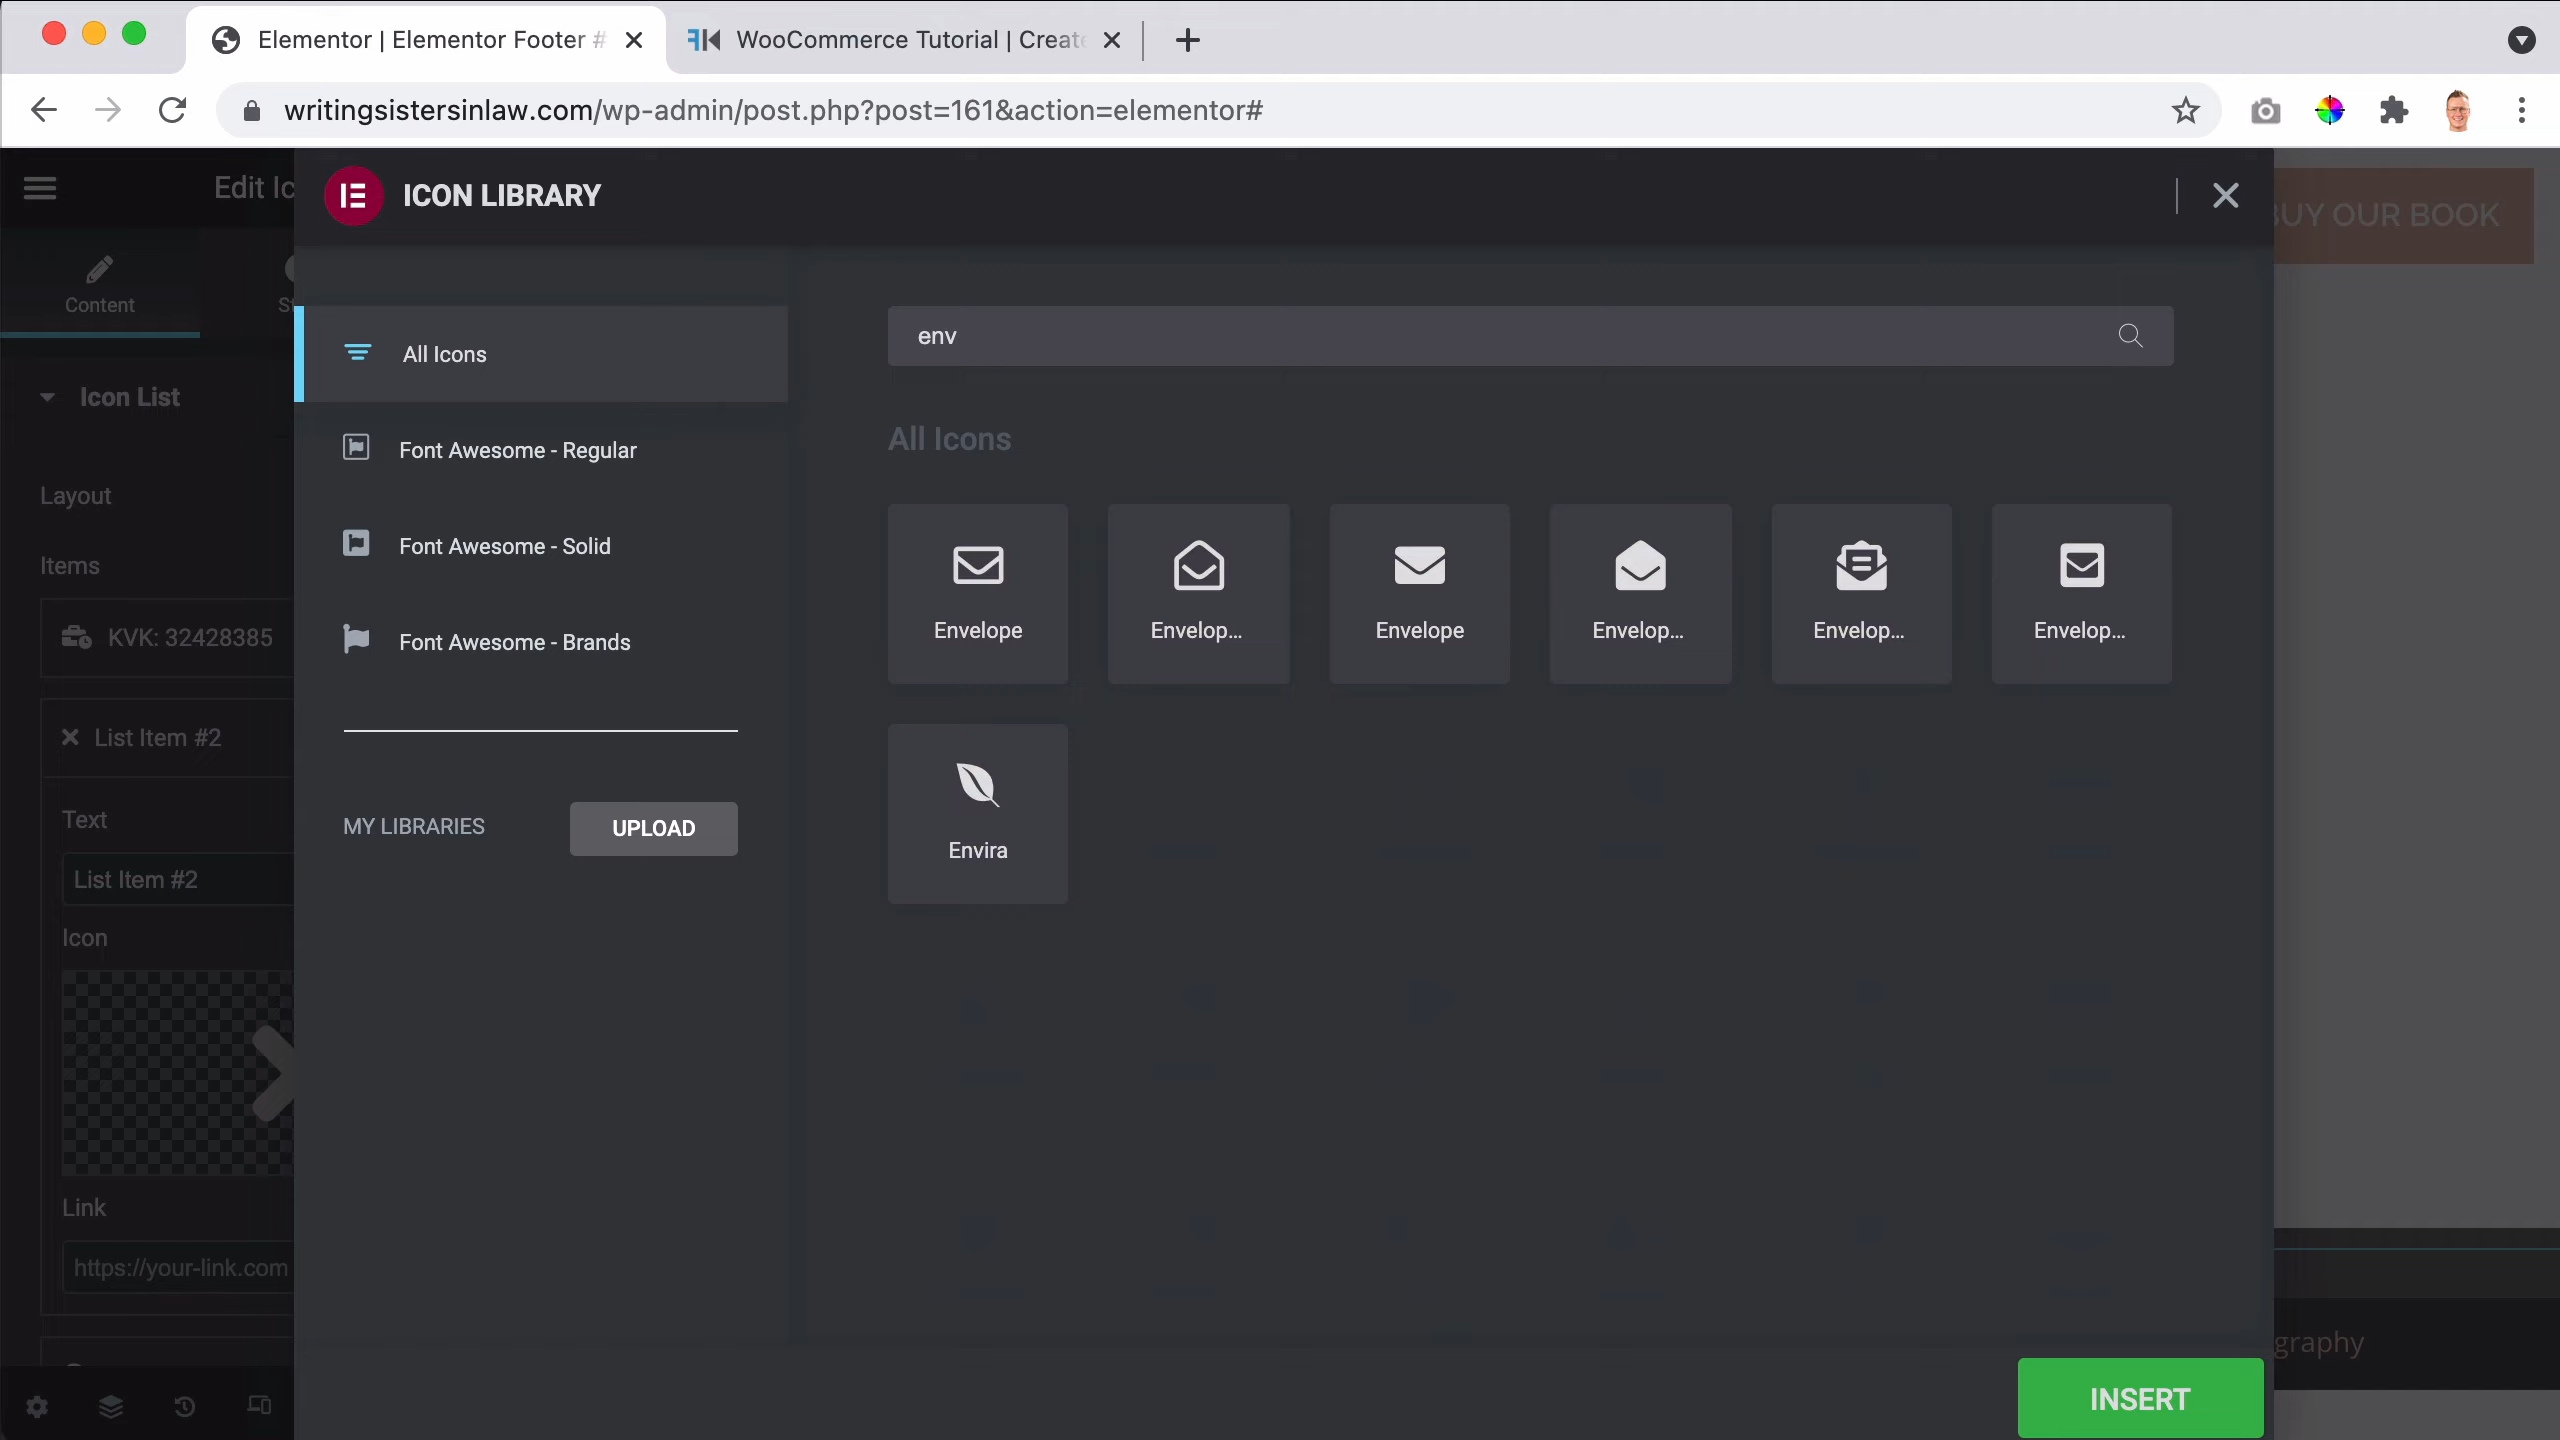 Elementor | Elementor Footer #
WooCommerce Tutorial | Create
writingsistersinlaw.com/wp-admin/post.php?post=161&action=elementor#
Edit Ic
ICON LIBRARY
BUY OUR BOOK
Content
St
All Icons
env
Icon List
All Icons
Font Awesome - Regular
Layout
Font Awesome - Solid
Items
KVK: 32428385
Font Awesome - Brands
Envelope
Envelop...
Envelope
Envelop...
Envelop...
Envelop...
List Item #2
Text
MY LIBRARIES
UPLOAD
Envira
List Item #2
Icon
Link
https://your-link.com
graphy
INSERT